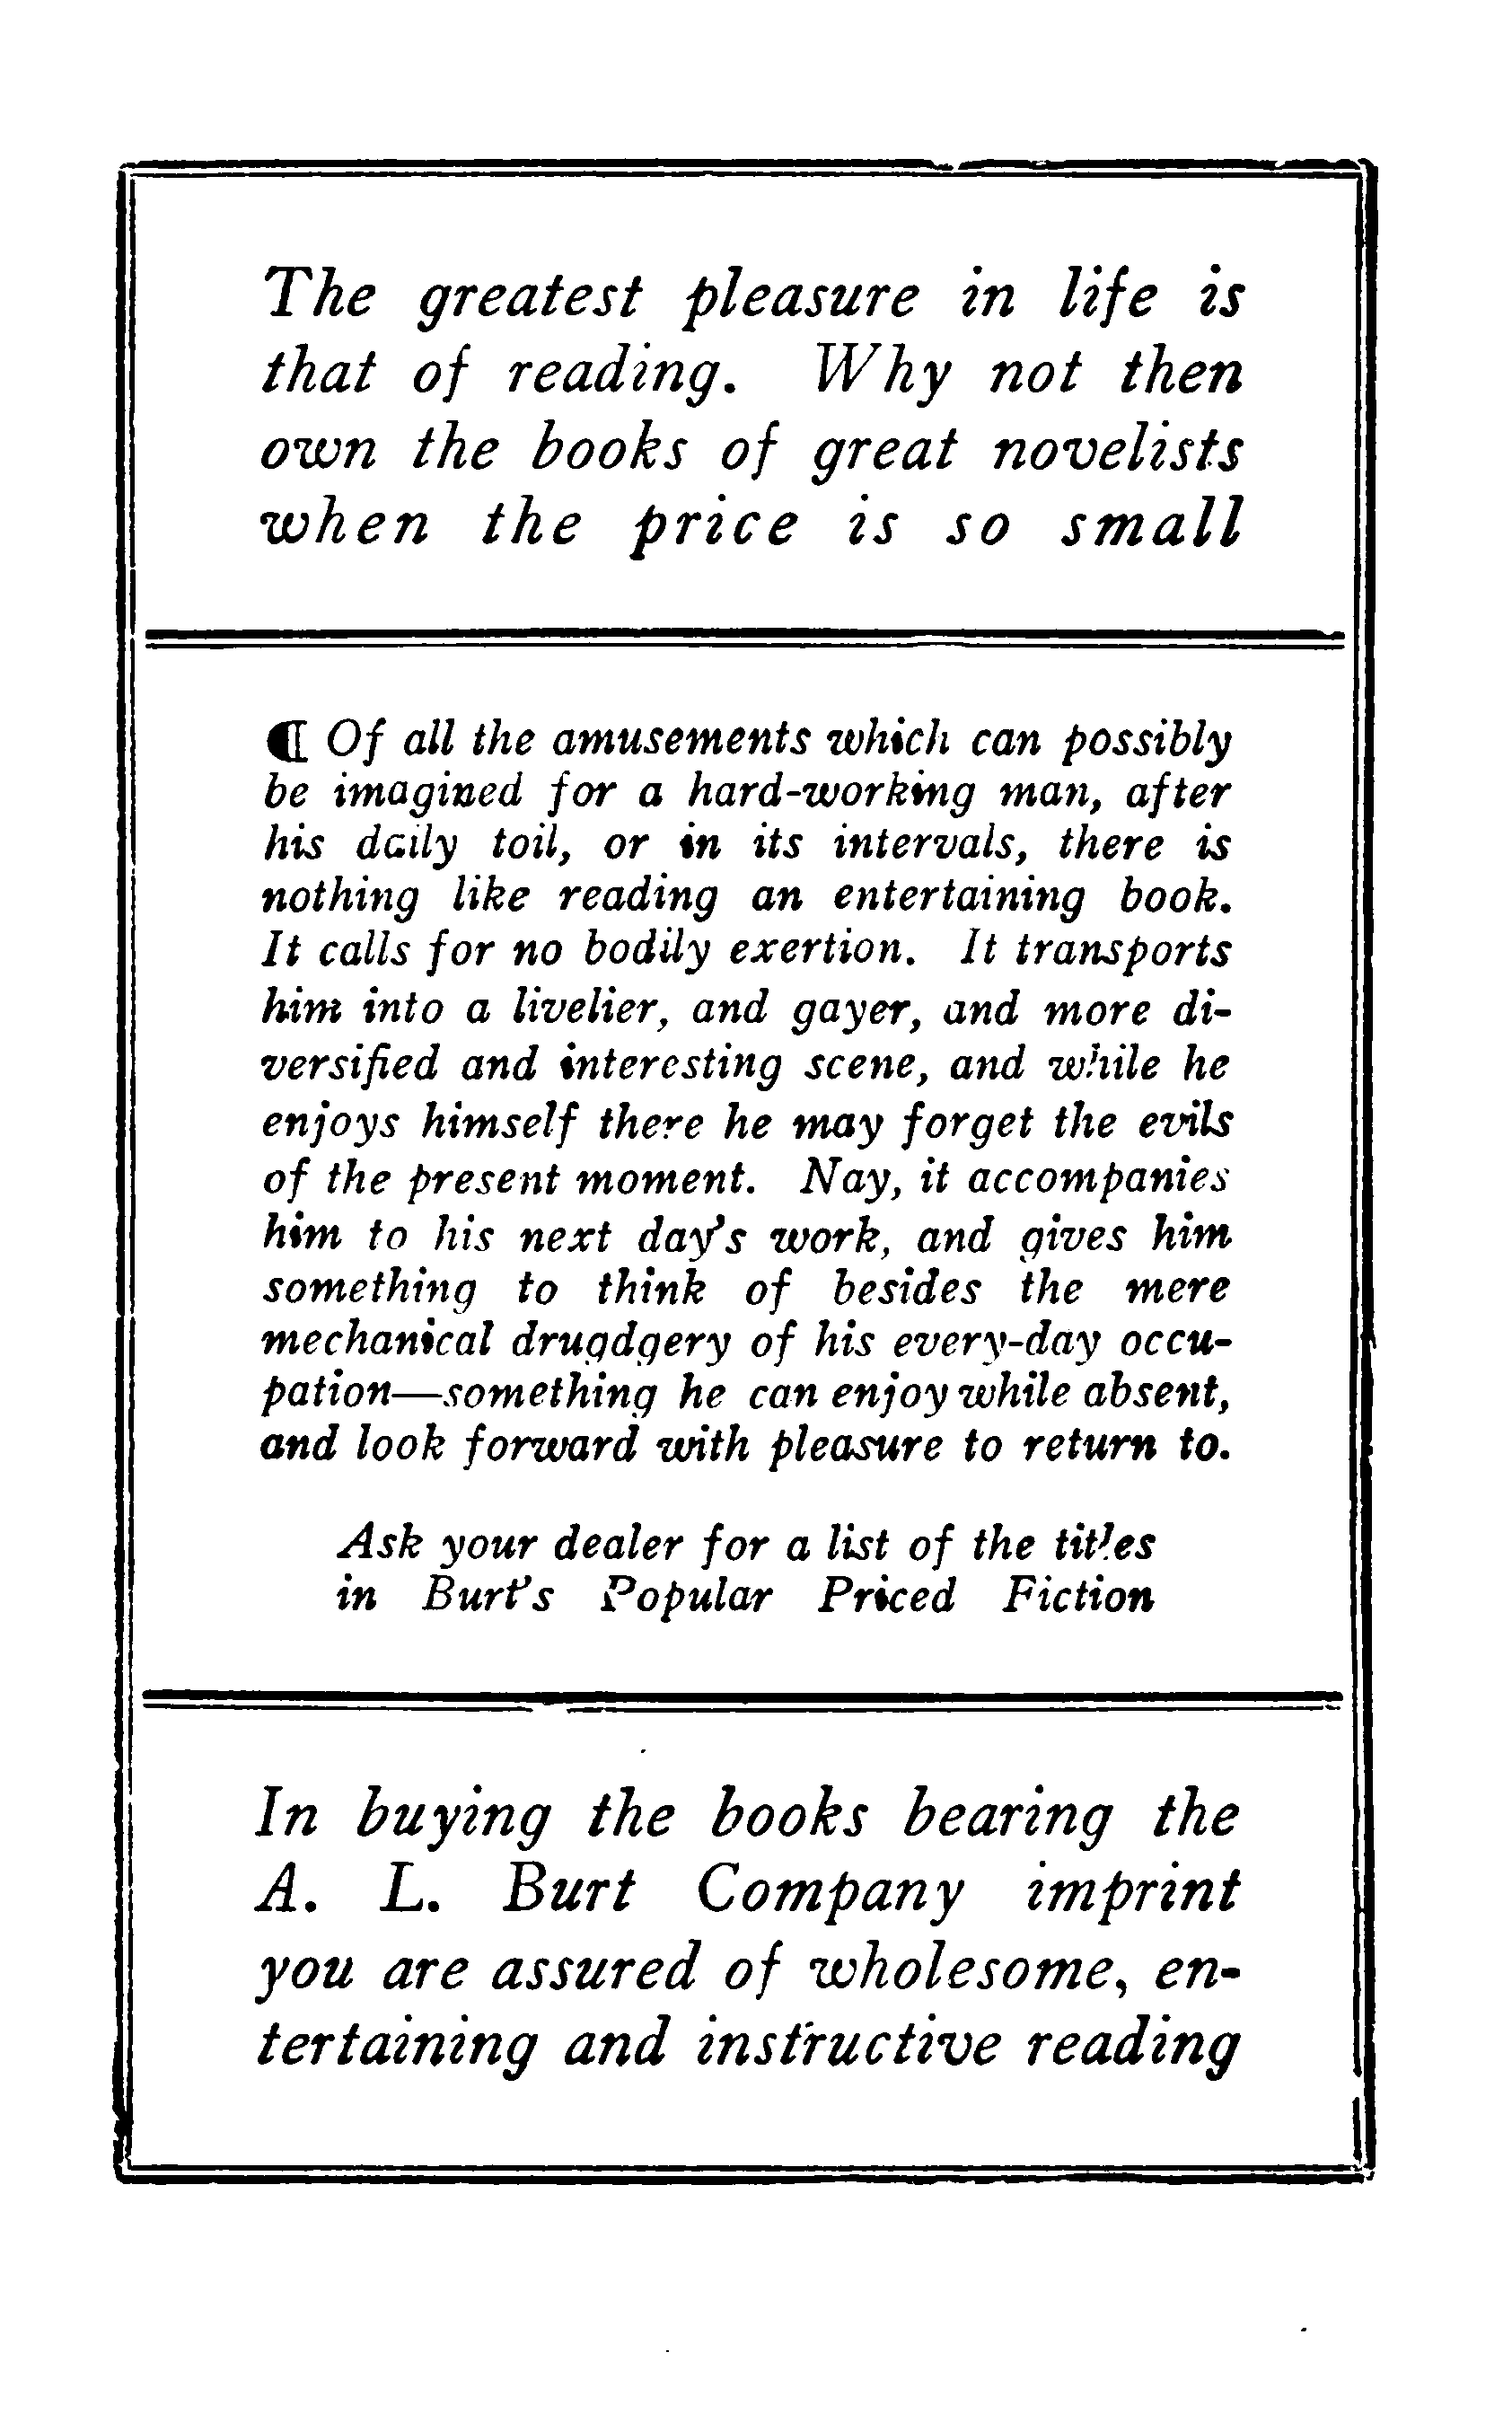 The greatest pleasure in life is
that of reading. Why not then
own the books of great novelists
when the price is so small
¶ Of all the amusements which can possibly
be imagined for a hard-working man, after
his daily toil, or in its intervals, there is
nothing like reading an entertaining book.
It calls for no bodily exertion. It transports
him into a livelier, and gayer, and more di-
versified and interesting scene, and while he
enjoys himself there he may forget the evils
of the present moment. Nay, it accompanies
him to his next day's work, and gives him
something to think of besides the mere
mechanical drugdgery of his every-day occu-
pation—something he can enjoy while absent,
and look forward with pleasure to return to.
Ask your dealer for a list of the titles
in Burt's Popular Priced Fiction
In buying the books bearing the
A. L. Burt Company imprint
you are assured of wholesome, en-
tertaining and instructive reading